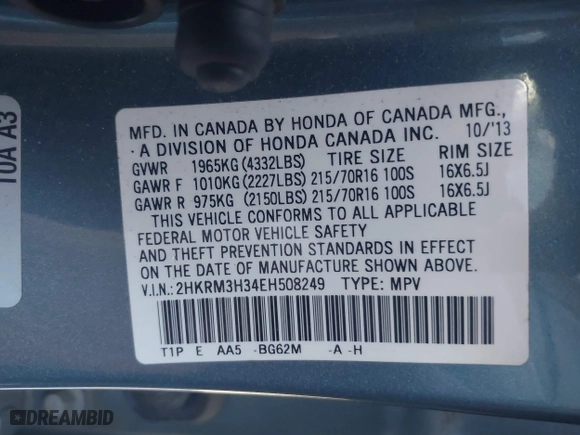 10A A3
MFD. IN CANADA BY HONDA OF CANADA MFG.,
- A DIVISION OF HONDA CANADA INC. 10/'13
GVWR 1965KG (4332LBS) TIRE SIZE RIM SIZE
GAWR F 1010KG (2227LBS) 215/70R16 100S 16X6.5J
GAWR R 975KG (2150LBS) 215/70R16 100S 16X6.5J
THIS VEHICLE CONFORMS TO ALL APPLICABLE
FEDERAL MOTOR VEHICLE SAFETY
AND THEFT PREVENTION STANDARDS IN EFFECT
ON THE DATE OF MANUFACTURE SHOWN ABOVE.
V.I.N.: 2HKRM3H34EH508249 TYPE: MPV
T1P E AA5 -BG62M -A -H
DREAMBID